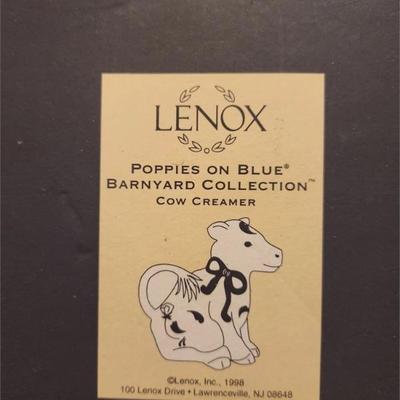 LENOX
POPPIES ON BLUE®
BARNYARD COLLECTION™
COW CREAMER
©Lenox, Inc., 1998
100 Lenox Drive • Lawrenceville, NJ 08648